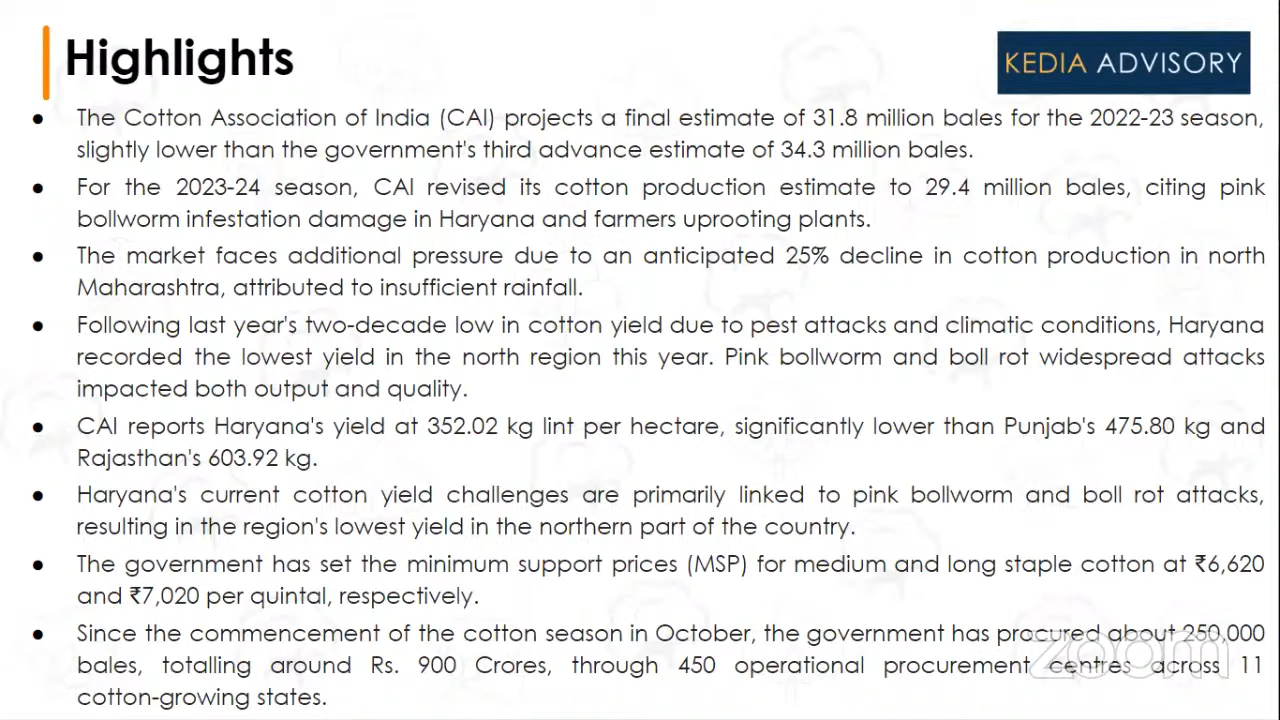 Highlights
KEDIA ADVISORY
● The Cotton Association of India (CAI) projects a final estimate of 31.8 million bales for the 2022-23 season,
slightly lower than the government's third advance estimate of 34.3 million bales.
● For the 2023-24 season, CAI revised its cotton production estimate to 29.4 million bales, citing pink
bollworm infestation damage in Haryana and farmers uprooting plants.
● The market faces additional pressure due to an anticipated 25% decline in cotton production in north
Maharashtra, attributed to insufficient rainfall.
● Following last year's two-decade low in cotton yield due to pest attacks and climatic conditions, Haryana
recorded the lowest yield in the north region this year. Pink bollworm and boll rot widespread attacks
impacted both output and quality.
● CAI reports Haryana's yield at 352.02 kg lint per hectare, significantly lower than Punjab's 475.80 kg and
Rajasthan's 603.92 kg.
● Haryana's current cotton yield challenges are primarily linked to pink bollworm and boll rot attacks,
resulting in the region's lowest yield in the northern part of the country.
● The government has set the minimum support prices (MSP) for medium and long staple cotton at ₹6,620
and ₹7,020 per quintal, respectively.
● Since the commencement of the cotton season in October, the government has procured about 250,000
bales, totalling around Rs. 900 Crores, through 450 operational procurement centres across 11
cotton-growing states.
zoom